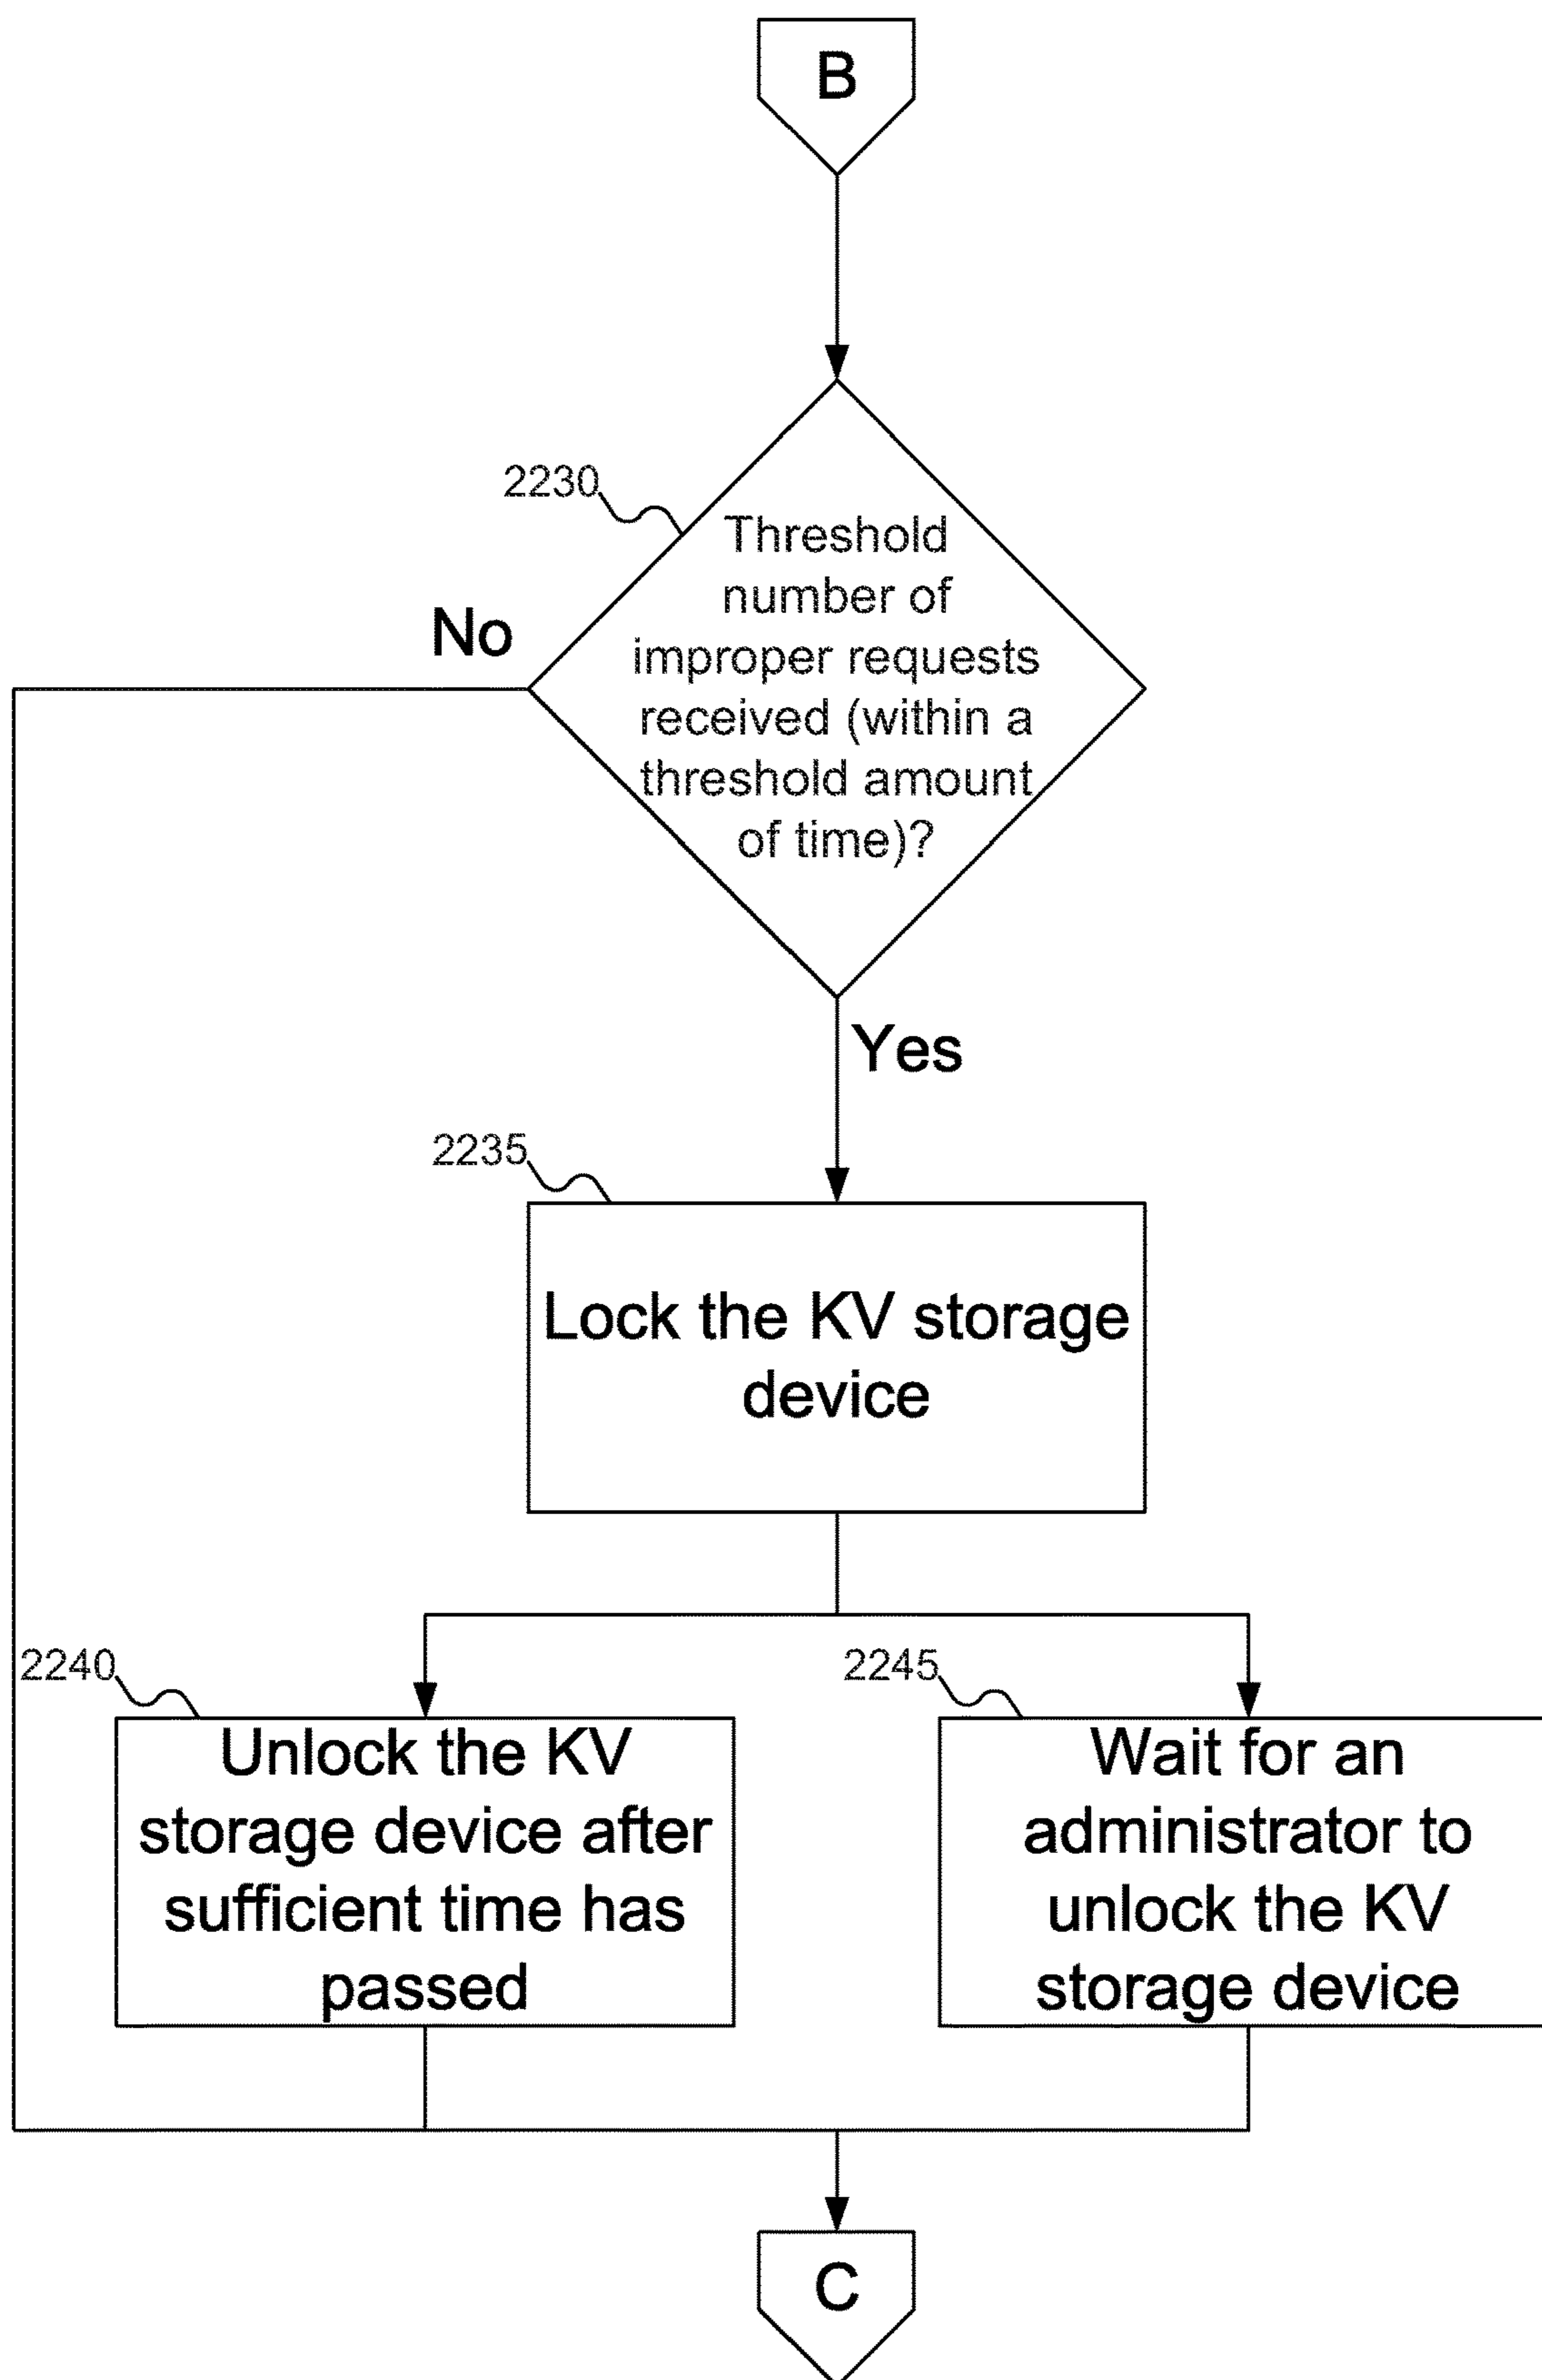 B
2230
Threshold
number of
improper requests
received (within a
threshold amount
of time)?
No
Yes
2235
Lock the KV storage
device
2240
Unlock the KV
storage device after
sufficient time has
passed
2245
Wait for an
administrator to
unlock the KV
storage device
C